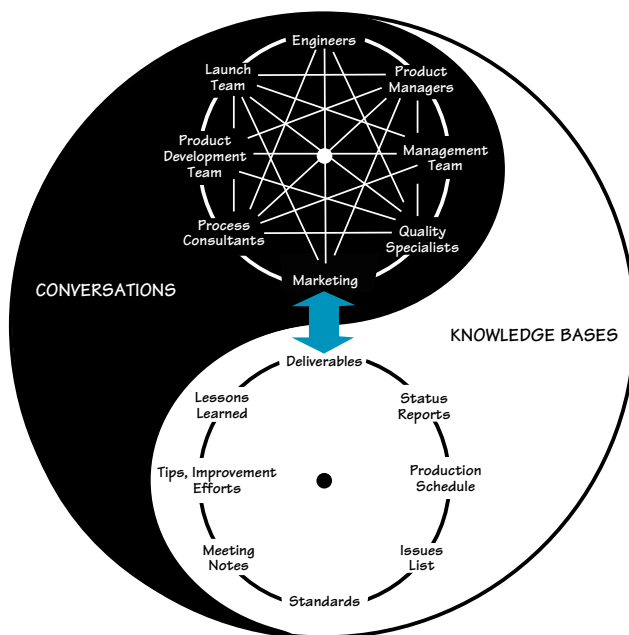 Engineers
Launch
Team
Product
Managers
Product
Development
Team
Management
Team
Process
Consultants
Quality
Specialists
Marketing
CONVERSATIONS
KNOWLEDGE BASES
Deliverables
Lessons
Learned
Status
Reports
Tips, Improvement
Efforts
Production
Schedule
Meeting
Notes
Issues
List
Standards